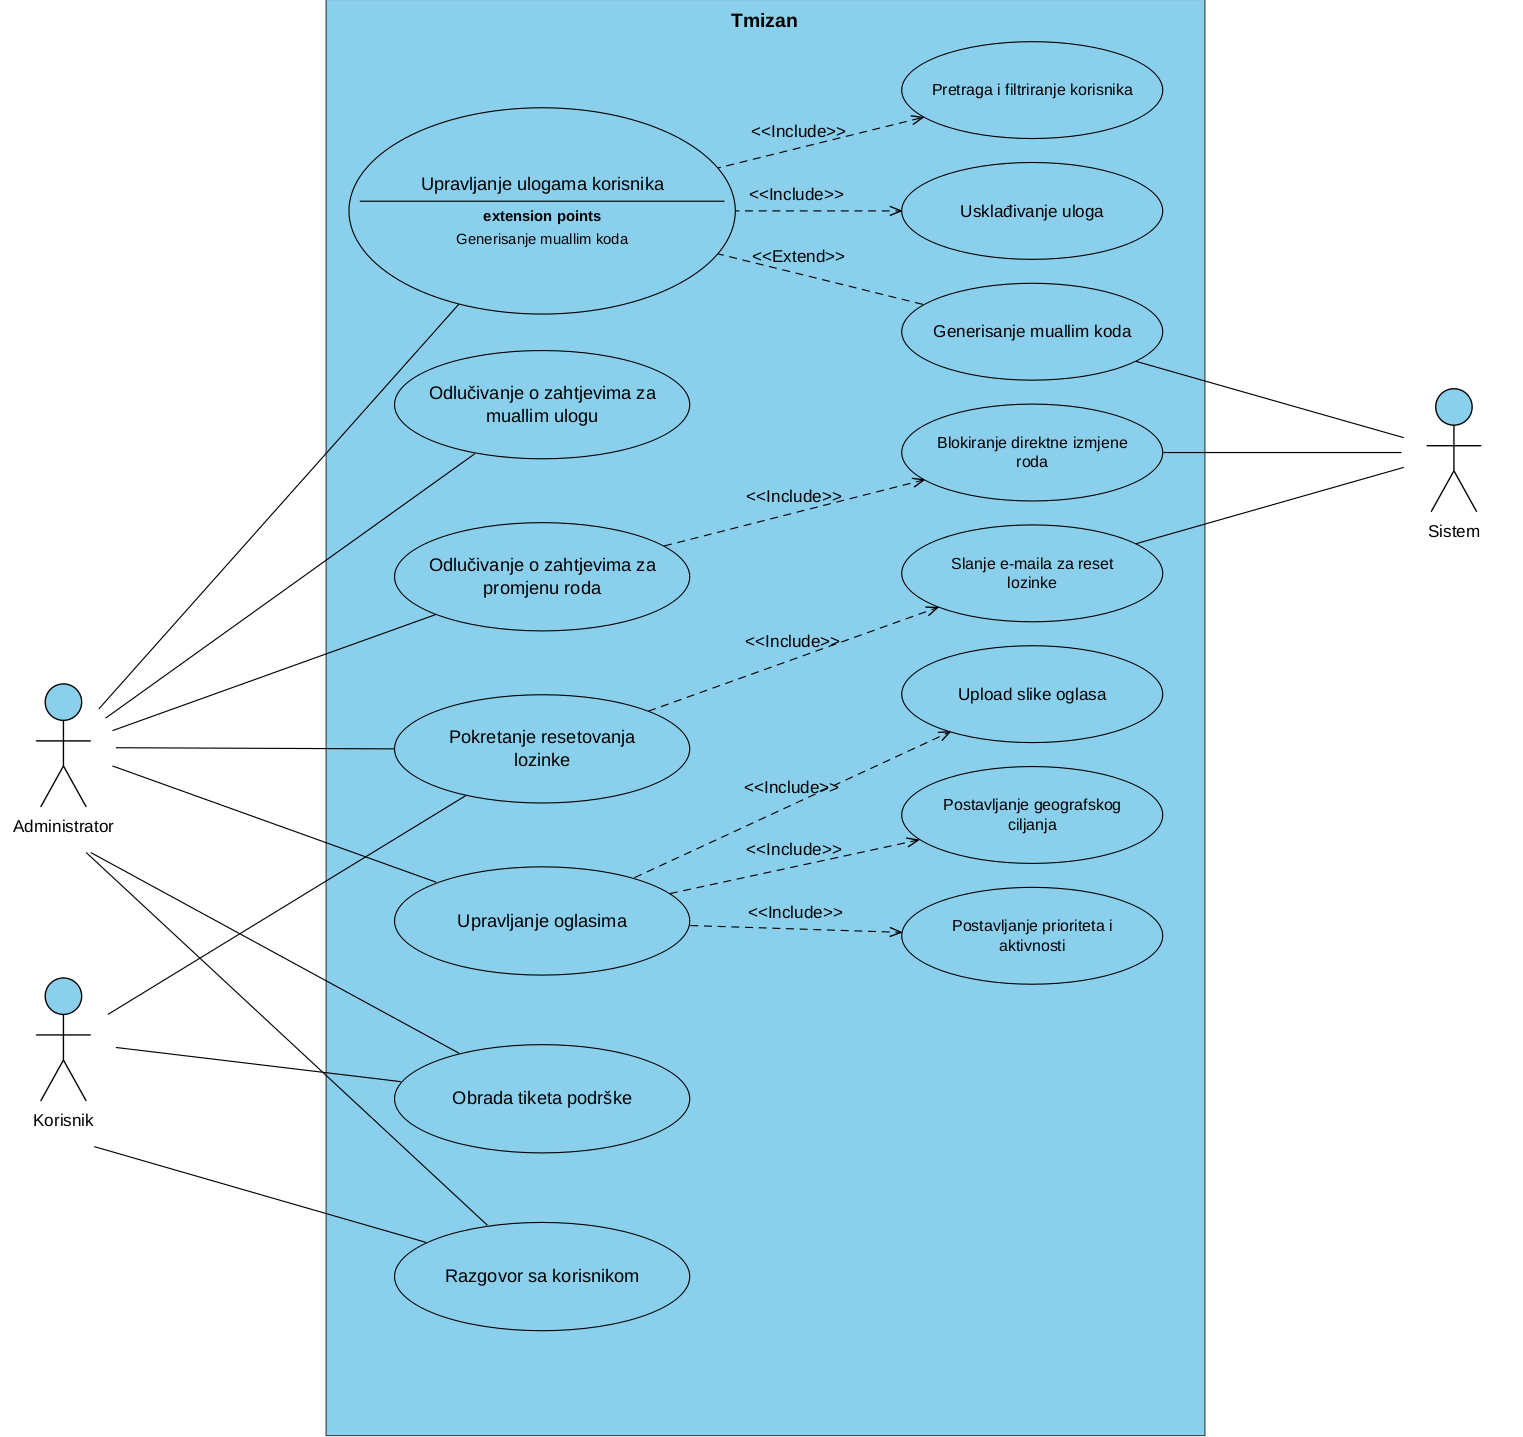 Tmizan
Pretraga i filtriranje korisnika
<<Include>>
Upravljanje ulogama korisnika
extension points
Generisanje muallim koda
<<Include>>
Usklađivanje uloga
<<Extend>>
Generisanje muallim koda
Odlučivanje o zahtjevima za
muallim ulogu
Blokiranje direktne izmjene
roda
<<Include>>
Sistem
Odlučivanje o zahtjevima za
promjenu roda
Slanje e-maila za reset
lozinke
<<Include>>
Upload slike oglasa
Pokretanje resetovanja
lozinke
<<Include>>
Administrator
Postavljanje geografskog
ciljanja
<<Include>>
Upravljanje oglasima
<<Include>>
Postavljanje prioriteta i
aktivnosti
Korisnik
Obrada tiketa podrške
Razgovor sa korisnikom